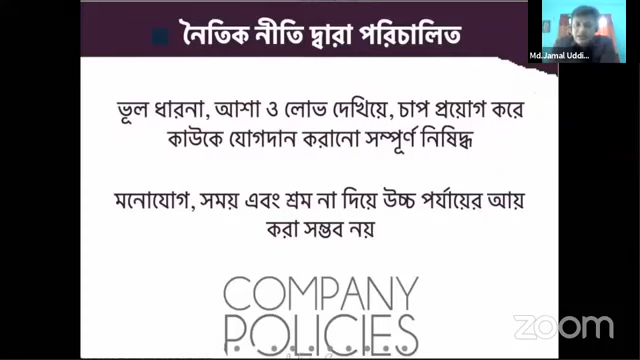 নৈতিক নীতি দ্বারা পরিচালিত
Md.Jamal Uddi...
ভূল ধারনা, আশা ও লোভ দেখিয়ে, চাপ প্রয়োগ করে
কাউকে যোগদান করানো সম্পূর্ণ নিষিদ্ধ
মনোযোগ, সময় এবং শ্রম না দিয়ে উচ্চ পর্যায়ের আয়
করা সম্ভব নয়
COMPANY
POLICIES
zoom